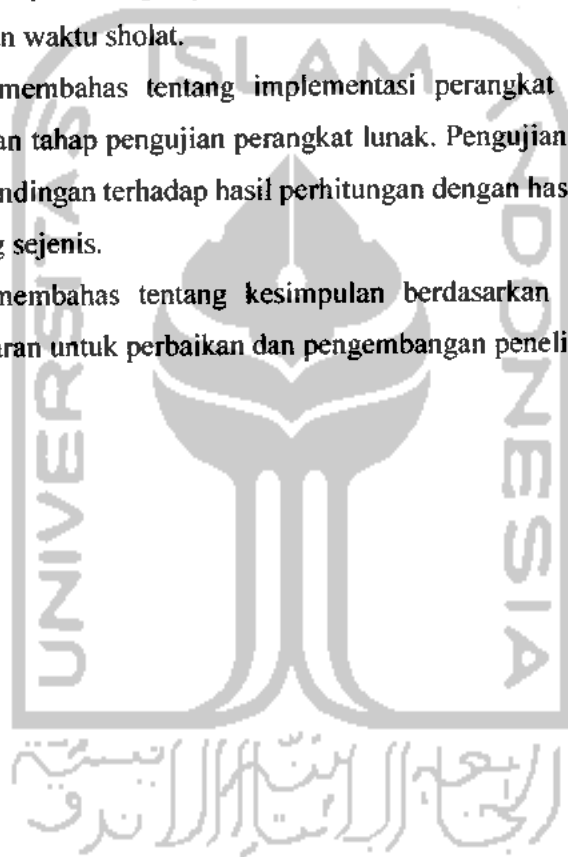 n waktu sholat.
membahas tentang implementasi perangkat
an tahap pengujian perangkat lunak. Pengujian
ndingan terhadap hasil perhitungan dengan has
g sejenis.
membahas tentang kesimpulan berdasarkan
aran untuk perbaikan dan pengembangan peneli
UNIVERSITAS
ISLAM
INDONESIA